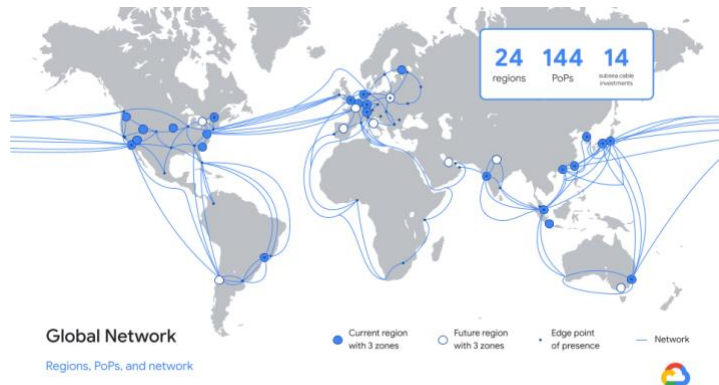 24 144 14
regions PoPs subsea cable
investments
Global Network
Regions, PoPs, and network
Current region
with 3 zones
Future region
with 3 zones
Edge point
of presence
Network